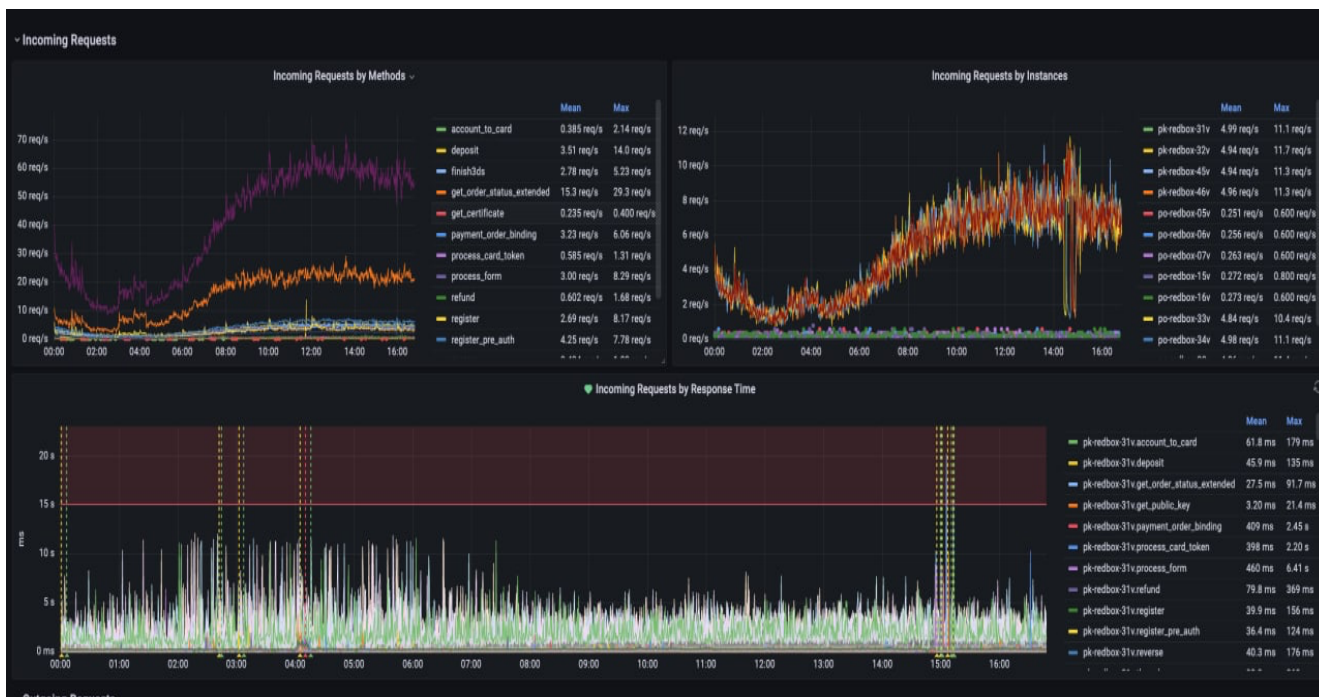 Incoming Requests
Incoming Requests by Methods
Mean Max
70 req/s
60 req/s
50 req/s
40 req/s
30 req/s
20 req/s
10 req/s
0 req/s
00:00 02:00 04:00 06:00 08:00 10:00 12:00 14:00 16:00
account_to_card 0.385 req/s 2.14 req/s
deposit 3.51 req/s 14.0 req/s
finish3ds 2.78 req/s 5.23 req/s
get_order_status_extended 15.3 req/s 29.3 req/s
get_certificate 0.235 req/s 0.400 req/s
payment_order_binding 3.23 req/s 6.06 req/s
process_card_token 0.585 req/s 1.31 req/s
process_form 3.00 req/s 8.29 req/s
refund 0.602 req/s 1.68 req/s
register 2.69 req/s 8.17 req/s
register_pre_auth 4.25 req/s 7.78 req/s
Incoming Requests by Instances
Mean Max
12 req/s
10 req/s
8 req/s
6 req/s
4 req/s
2 req/s
0 req/s
00:00 02:00 04:00 06:00 08:00 10:00 12:00 14:00 16:00
pk-redbox-31v 4.99 req/s 11.1 req/s
pk-redbox-32v 4.94 req/s 11.7 req/s
pk-redbox-45v 4.94 req/s 11.3 req/s
pk-redbox-46v 4.96 req/s 11.3 req/s
po-redbox-05v 0.251 req/s 0.600 req/s
po-redbox-06v 0.256 req/s 0.600 req/s
po-redbox-07v 0.263 req/s 0.600 req/s
po-redbox-15v 0.272 req/s 0.800 req/s
po-redbox-16v 0.273 req/s 0.600 req/s
po-redbox-33v 4.84 req/s 10.4 req/s
po-redbox-34v 4.98 req/s 11.1 req/s
Incoming Requests by Response Time
Mean Max
20 s
15 s
10 s
5 s
0 ms
ms
00:00 01:00 02:00 03:00 04:00 05:00 06:00 07:00 08:00 09:00 10:00 11:00 12:00 13:00 14:00 15:00 16:00
pk-redbox-31v.account_to_card 61.8 ms 179 ms
pk-redbox-31v.deposit 45.9 ms 135 ms
pk-redbox-31v.get_order_status_extended 27.5 ms 91.7 ms
pk-redbox-31v.get_public_key 3.20 ms 21.4 ms
pk-redbox-31v.payment_order_binding 409 ms 2.45 s
pk-redbox-31v.process_card_token 398 ms 2.20 s
pk-redbox-31v.process_form 460 ms 6.41 s
pk-redbox-31v.refund 79.8 ms 369 ms
pk-redbox-31v.register 39.9 ms 156 ms
pk-redbox-31v.register_pre_auth 36.4 ms 124 ms
pk-redbox-31v.reverse 40.3 ms 176 ms